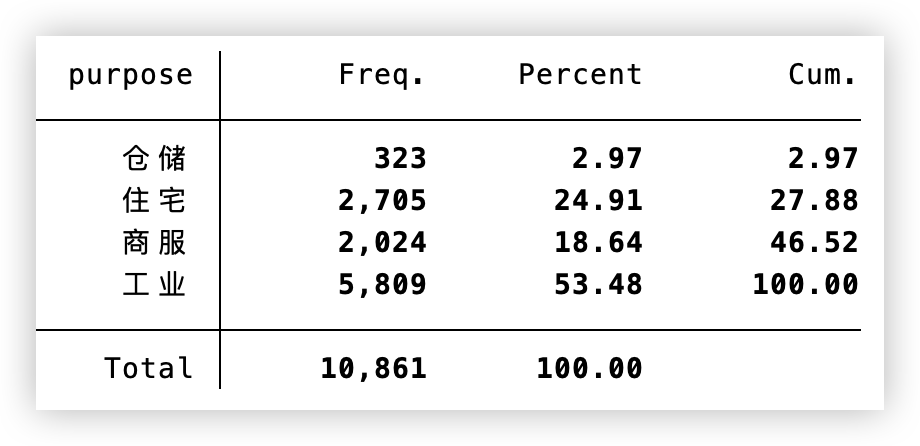 purpose Freq. Percent Cum.
仓储 323 2.97 2.97
住宅 2,705 24.91 27.88
商服 2,024 18.64 46.52
工业 5,809 53.48 100.00
Total 10,861 100.00